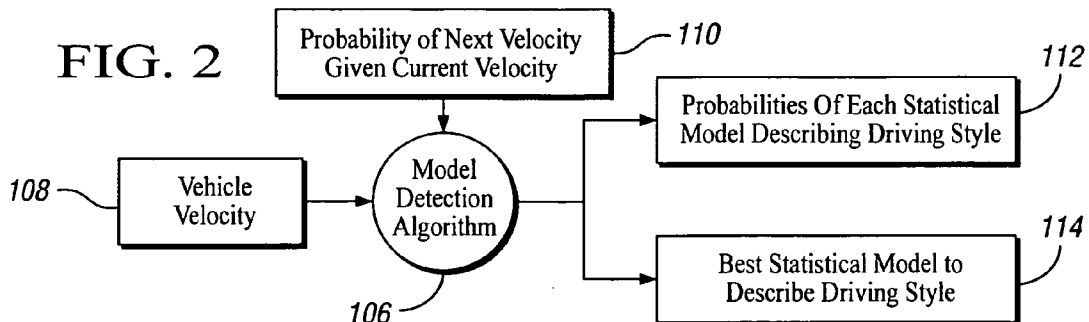 FIG. 2
Probability of Next Velocity
Given Current Velocity
110
112
Probabilities Of Each Statistical
Model Describing Driving Style
108
Vehicle
Velocity
Model
Detection
Algorithm
106
114
Best Statistical Model to
Describe Driving Style